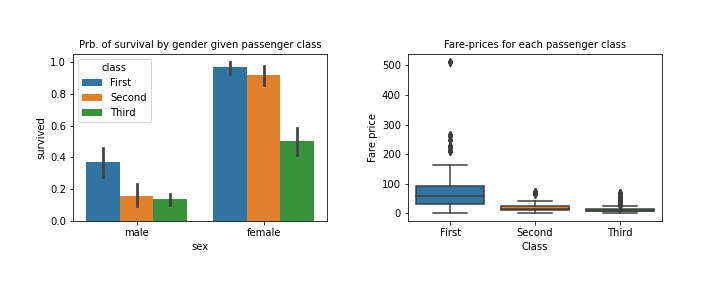 Prb. of survival by gender given passenger class
1.0
0.8
0.6
0.4
0.2
0.0
survived
class
First
Second
Third
male
female
sex
Fare-prices for each passenger class
500
400
300
200
100
0
Fare price
First
Second
Third
Class